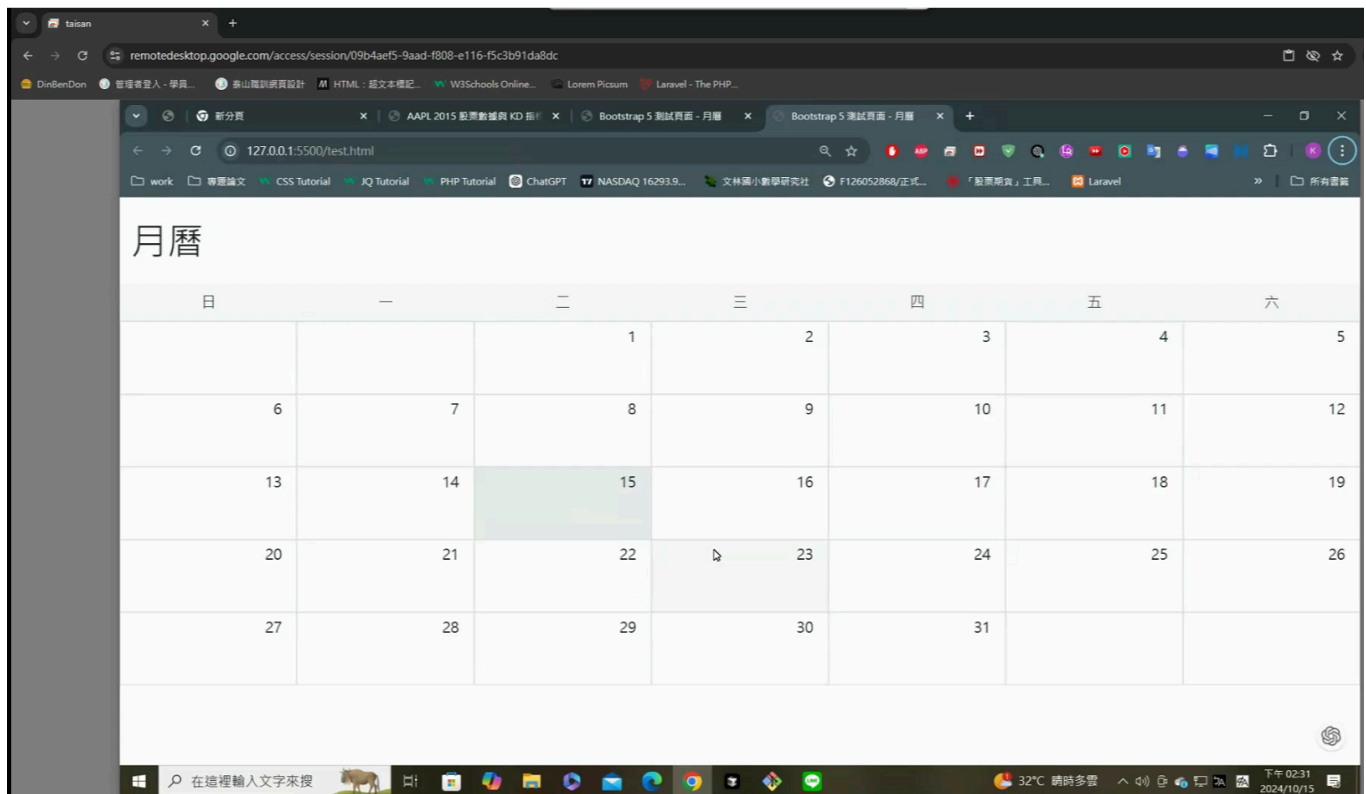 taisan
remotedesktop.google.com/access/session/09b4aef5-9aad-f808-e116-f5c3b91da8dc
DinBenDon 管理者登入 - 學員... 泰山職訓網頁設計 HTML：超文本標記... W3Schools Online... Lorem Picsum Laravel - The PHP...
新分頁 AAPL 2015 股票數據與 KD 指標 Bootstrap 5 測試頁面 - 月曆 Bootstrap 5 測試頁面 - 月曆
127.0.0.1:5500/test.html
work 專題論文 CSS Tutorial JQ Tutorial PHP Tutorial ChatGPT NASDAQ 16293.9... 文林國小數學研究社 F126052868/正式... 「股票期貨」工具... Laravel » 所有書籤
月曆
日 一 二 三 四 五 六
1 2 3 4 5
6 7 8 9 10 11 12
13 14 15 16 17 18 19
20 21 22 23 24 25 26
27 28 29 30 31
在這裡輸入文字來搜 32°C 晴時多雲 下午 02:31
2024/10/15